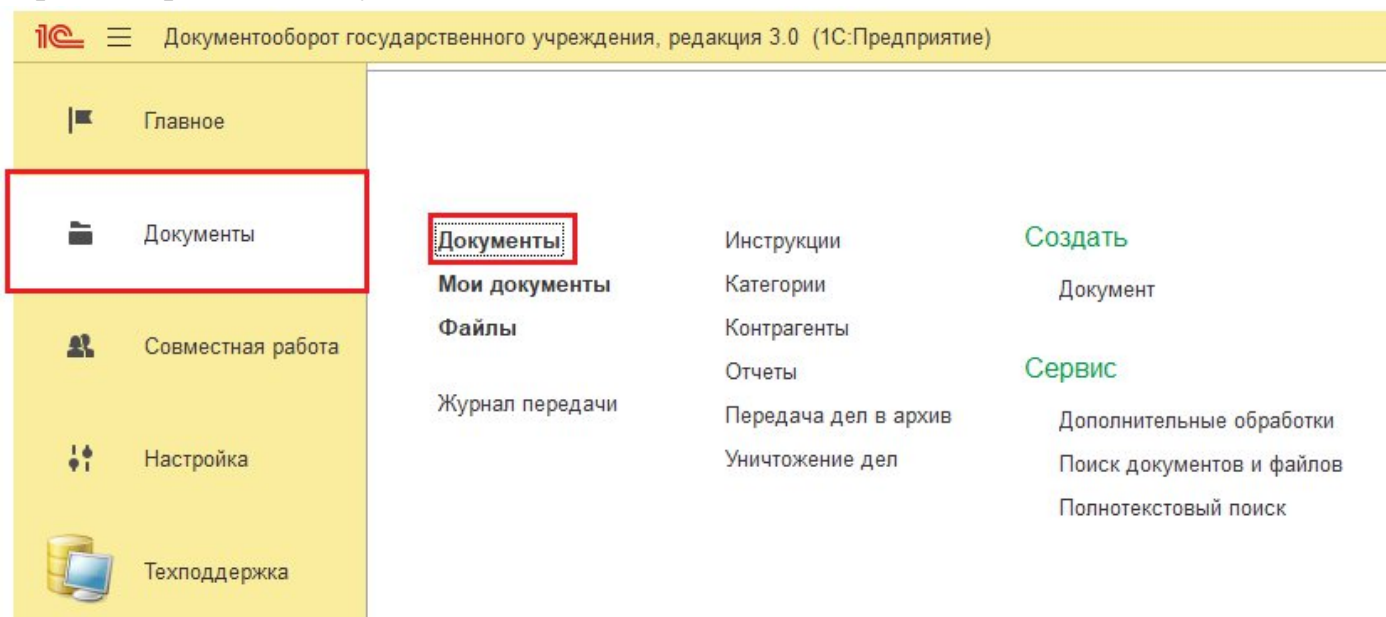 1С Документооборот государственного учреждения, редакция 3.0 (1С:Предприятие)
Главное
Документы
Совместная работа
Настройка
Техподдержка
Документы
Мои документы
Файлы
Журнал передачи
Инструкции
Категории
Контрагенты
Отчеты
Передача дел в архив
Уничтожение дел
Создать
Документ
Сервис
Дополнительные обработки
Поиск документов и файлов
Полнотекстовый поиск